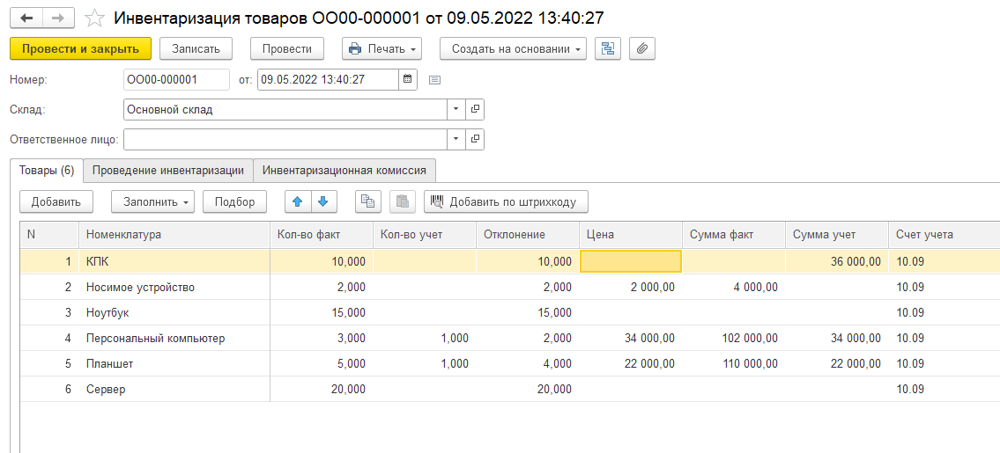 Инвентаризация товаров ОО00-000001 от 09.05.2022 13:40:27
Провести и закрыть Записать Провести Печать Создать на основании
Номер: ОО00-000001 от: 09.05.2022 13:40:27
Склад: Основной склад
Ответственное лицо:
Товары (6) Проведение инвентаризации Инвентаризационная комиссия
Добавить Заполнить Подбор Добавить по штрихкоду
N Номенклатура Кол-во факт Кол-во учет Отклонение Цена Сумма факт Сумма учет Счет учета
1 КПК 10,000 10,000 36 000,00 10.09
2 Носимое устройство 2,000 2,000 2 000,00 4 000,00 10.09
3 Ноутбук 15,000 15,000 10.09
4 Персональный компьютер 3,000 1,000 2,000 34 000,00 102 000,00 34 000,00 10.09
5 Планшет 5,000 1,000 4,000 22 000,00 110 000,00 22 000,00 10.09
6 Сервер 20,000 20,000 10.09